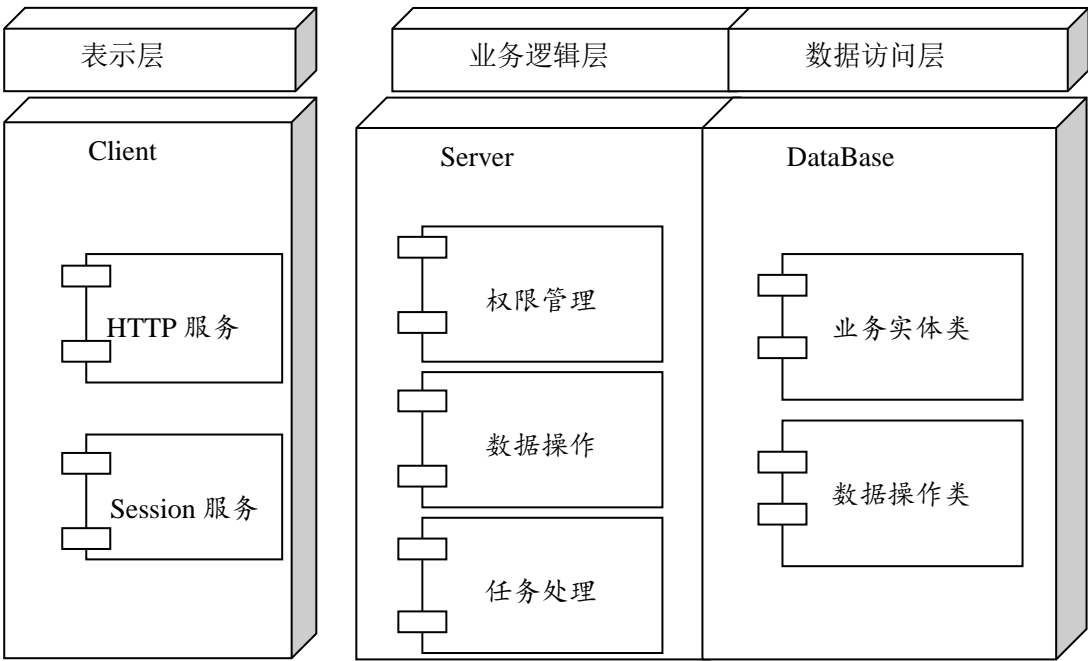 表示层
业务逻辑层
数据访问层
Client
Server
DataBase
HTTP 服务
Session 服务
权限管理
数据操作
任务处理
业务实体类
数据操作类